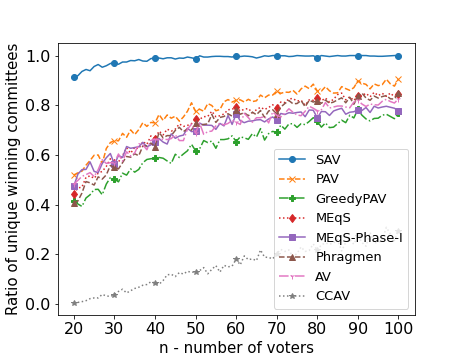 Ratio of unique winning committees
1.0
0.8
0.6
0.4
0.2
0.0
SAV
PAV
GreedyPAV
MEqS
MEqS-Phase-I
Phragmen
AV
CCAV
20 30 40 50 60 70 80 90 100
n - number of voters